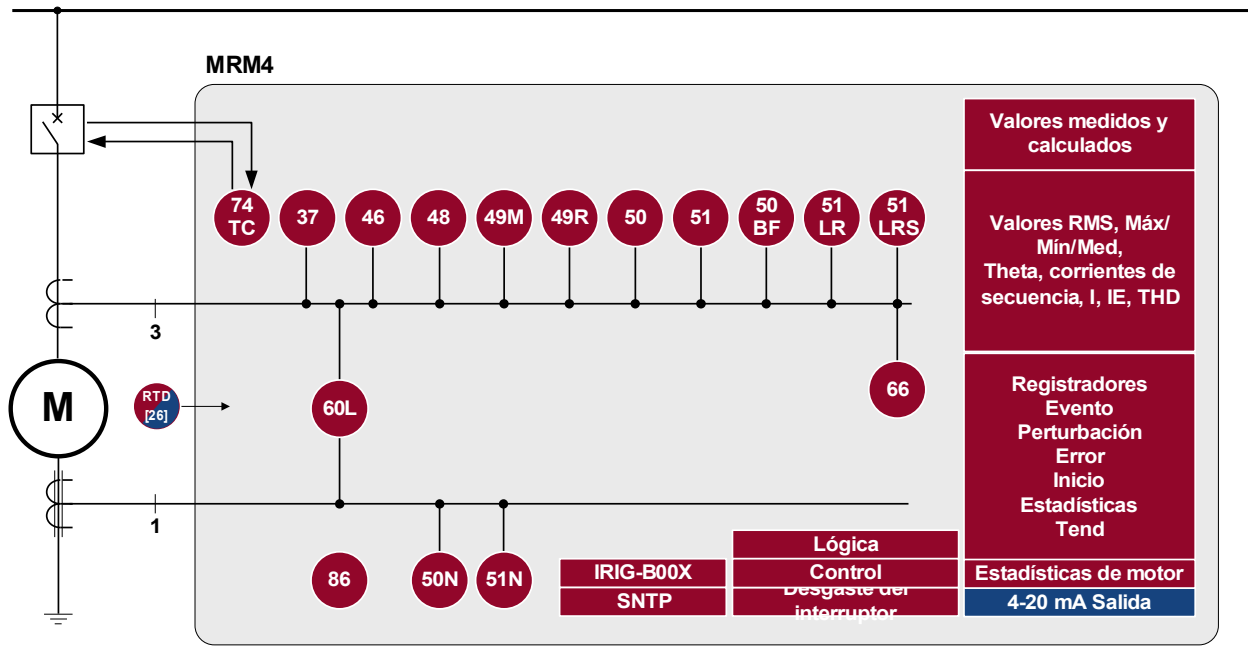 MRM4
74
TC
37
46
48
49M
49R
50
51
50
BF
51
LR
51
LRS
3
M
RTD
[26]
60L
66
1
86
50N
51N
IRIG-B00X
SNTP
Lógica
Control
Desgaste del
interruptor
Valores medidos y
calculados
Valores RMS, Máx/
Mín/Med,
Theta, corrientes de
secuencia, I, IE, THD
Registradores
Evento
Perturbación
Error
Inicio
Estadísticas
Tend
Estadísticas de motor
4-20 mA Salida